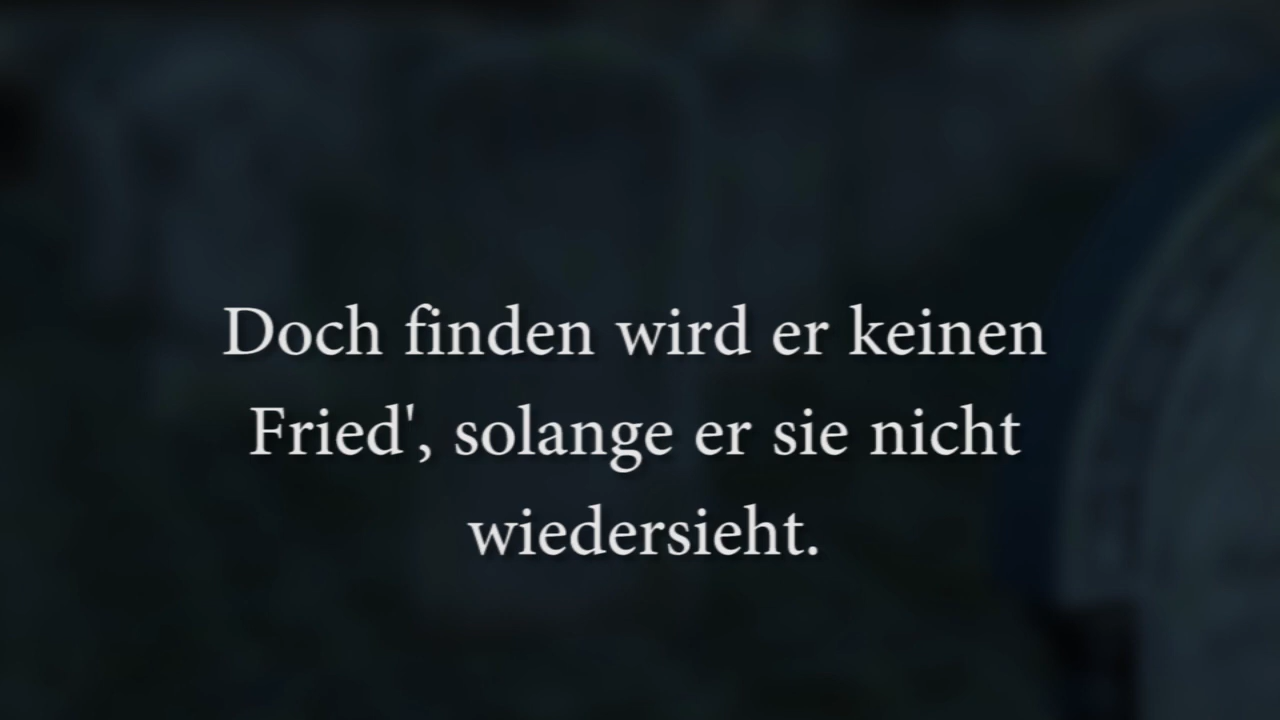 Doch finden wird er keinen
Fried', solange er sie nicht
wiedersieht.